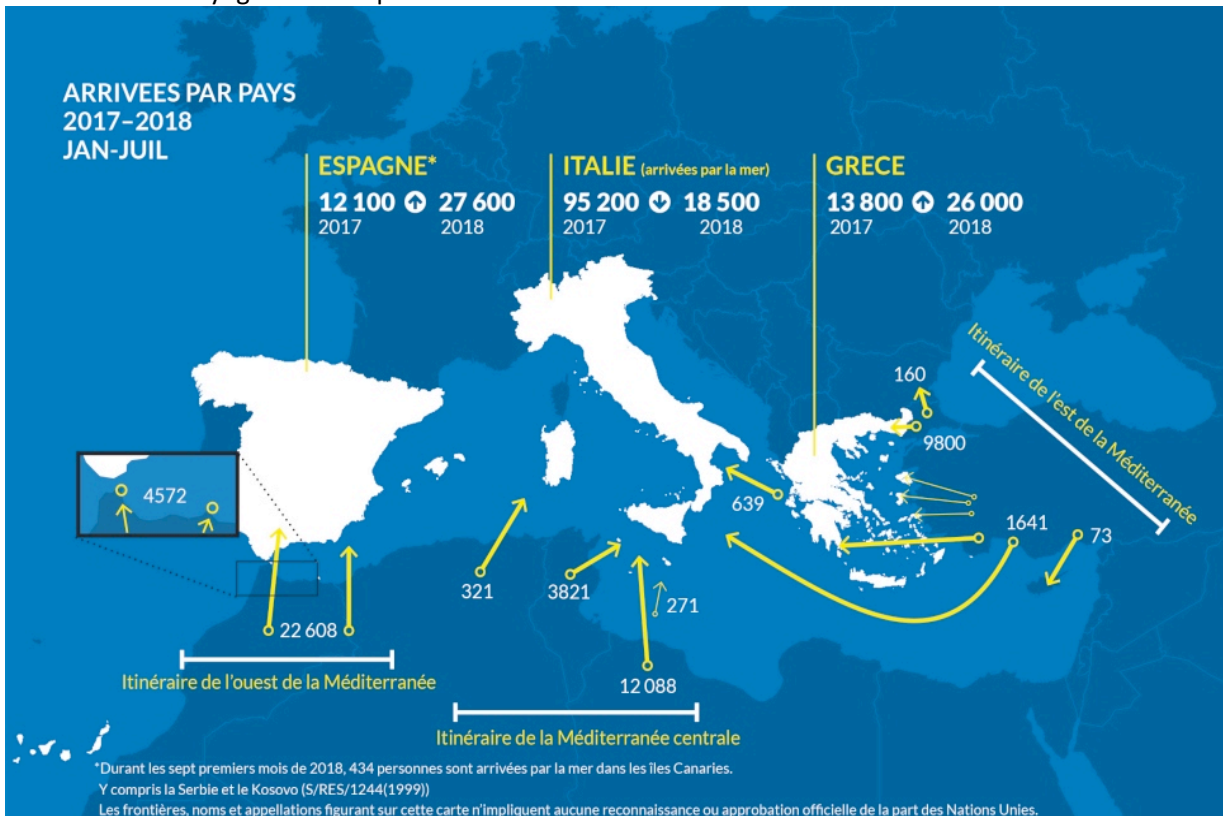 ARRIVEES PAR PAYS
2017–2018
JAN-JUIL
ESPAGNE*
12 100 27 600
2017 2018
ITALIE (arrivées par la mer)
95 200 18 500
2017 2018
GRECE
13 800 26 000
2017 2018
160
9800
Itinéraire de l'est de la Méditerranée
4572
639
1641
73
321
3821
271
22 608
12 088
Itinéraire de l'ouest de la Méditerranée
Itinéraire de la Méditerranée centrale
*Durant les sept premiers mois de 2018, 434 personnes sont arrivées par la mer dans les îles Canaries.
Y compris la Serbie et le Kosovo (S/RES/1244(1999))
Les frontières, noms et appellations figurant sur cette carte n'impliquent aucune reconnaissance ou approbation officielle de la part des Nations Unies.